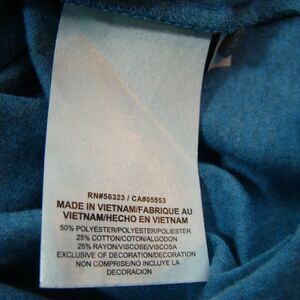 RN#56323 / CA#05553
MADE IN VIETNAM/FABRIQUE AU
VIETNAM/HECHO EN VIETNAM
50% POLYESTER/POLYESTER/POLIESTER
25% COTTON/COTON/ALGODON
25% RAYON/VISCOSE/VISCOSA
EXCLUSIVE OF DECORATION/DECORATION
NON COMPRISE/NO INCLUYE LA
DECORACION